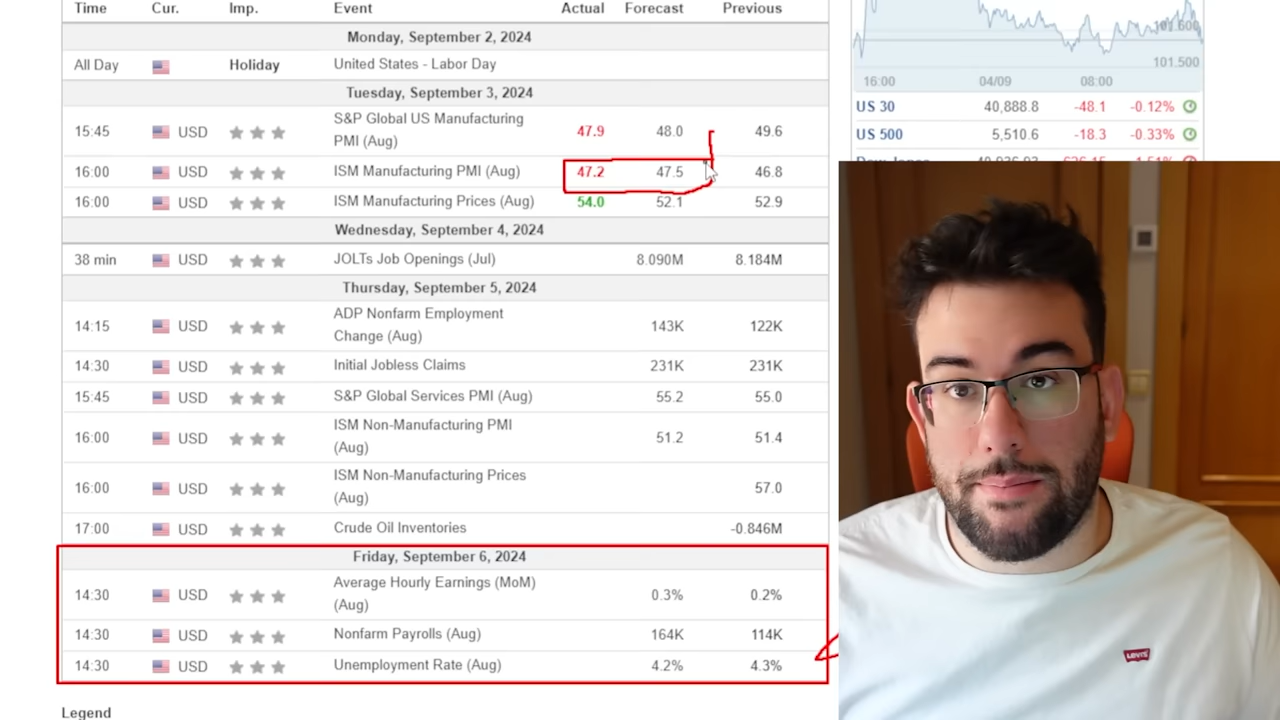 Time Cur. Imp. Event Actual Forecast Previous
Monday, September 2, 2024
All Day Holiday United States - Labor Day
Tuesday, September 3, 2024
15:45 USD S&P Global US Manufacturing PMI (Aug) 47.9 48.0 49.6
16:00 USD ISM Manufacturing PMI (Aug) 47.2 47.5 46.8
16:00 USD ISM Manufacturing Prices (Aug) 54.0 52.1 52.9
Wednesday, September 4, 2024
38 min USD JOLTs Job Openings (Jul) 8.090M 8.184M
Thursday, September 5, 2024
14:15 USD ADP Nonfarm Employment Change (Aug) 143K 122K
14:30 USD Initial Jobless Claims 231K 231K
15:45 USD S&P Global Services PMI (Aug) 55.2 55.0
16:00 USD ISM Non-Manufacturing PMI (Aug) 51.2 51.4
16:00 USD ISM Non-Manufacturing Prices (Aug) 57.0
17:00 USD Crude Oil Inventories -0.846M
Friday, September 6, 2024
14:30 USD Average Hourly Earnings (MoM) (Aug) 0.3% 0.2%
14:30 USD Nonfarm Payrolls (Aug) 164K 114K
14:30 USD Unemployment Rate (Aug) 4.2% 4.3%
Legend
101.600
101.500
16:00 04/09 08:00
US 30 40,888.8 -48.1 -0.12%
US 500 5,510.6 -18.3 -0.33%
Levi's